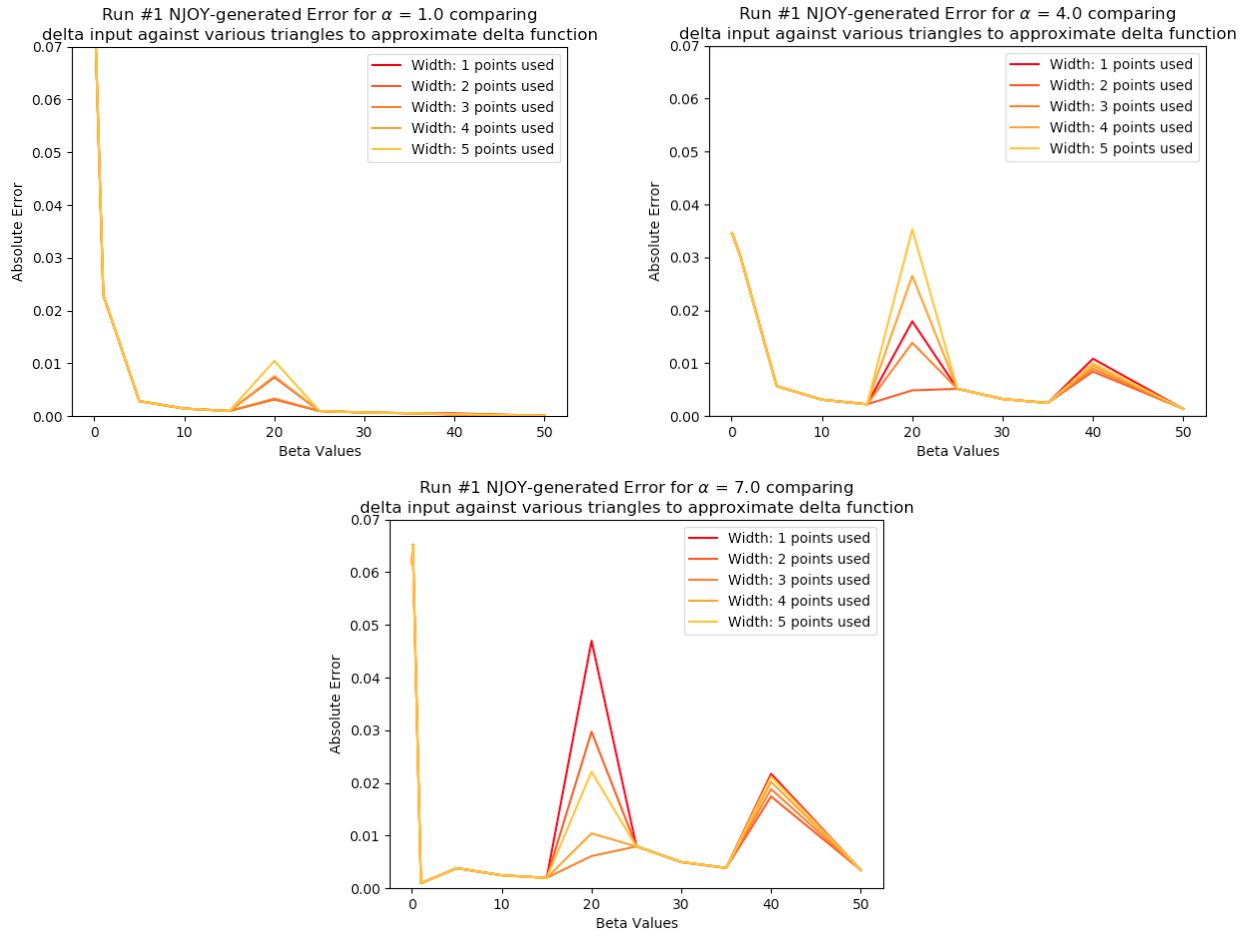 Run #1 NJOY-generated Error for α = 1.0 comparing
delta input against various triangles to approximate delta function
0.07
0.06
0.05
0.04
0.03
0.02
0.01
0.00
Absolute Error
0
10
20
30
40
50
Beta Values
Width: 1 points used
Width: 2 points used
Width: 3 points used
Width: 4 points used
Width: 5 points used
Run #1 NJOY-generated Error for α = 4.0 comparing
delta input against various triangles to approximate delta function
0.07
0.06
0.05
0.04
0.03
0.02
0.01
0.00
Absolute Error
0
10
20
30
40
50
Beta Values
Width: 1 points used
Width: 2 points used
Width: 3 points used
Width: 4 points used
Width: 5 points used
Run #1 NJOY-generated Error for α = 7.0 comparing
delta input against various triangles to approximate delta function
0.07
0.06
0.05
0.04
0.03
0.02
0.01
0.00
Absolute Error
0
10
20
30
40
50
Beta Values
Width: 1 points used
Width: 2 points used
Width: 3 points used
Width: 4 points used
Width: 5 points used